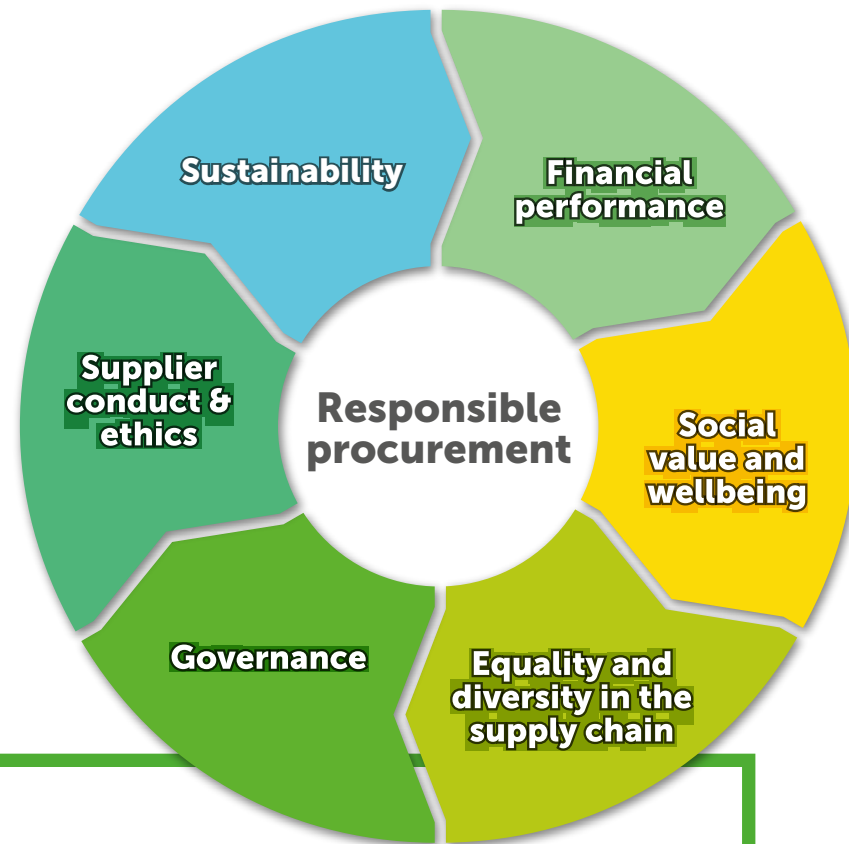 Sustainability
Financial
performance
Supplier
conduct &
ethics
Responsible
procurement
Social
value and
wellbeing
Governance
Equality and
diversity in the
supply chain